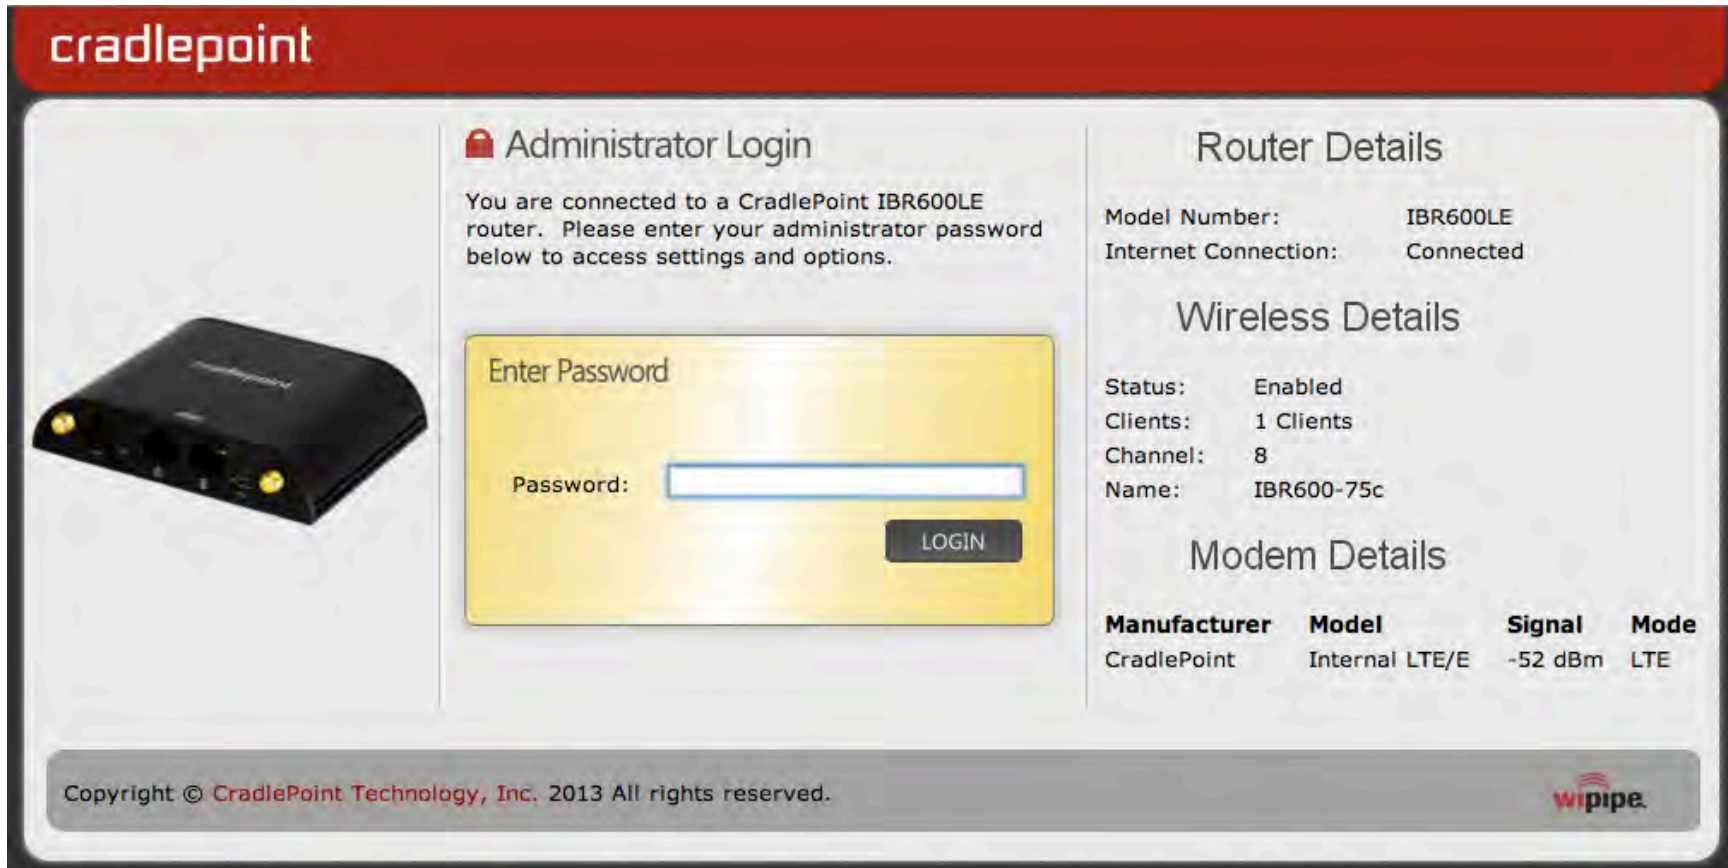 cradlepoint
Administrator Login
You are connected to a CradlePoint IBR600LE
router.  Please enter your administrator password
below to access settings and options.
Enter Password
Password:
LOGIN
Router Details
Model Number: IBR600LE
Internet Connection: Connected
Wireless Details
Status: Enabled
Clients: 1 Clients
Channel: 8
Name: IBR600-75c
Modem Details
Manufacturer Model Signal Mode
CradlePoint Internal LTE/E -52 dBm LTE
cradlepoint
Copyright © CradlePoint Technology, Inc. 2013 All rights reserved.
wipipe.